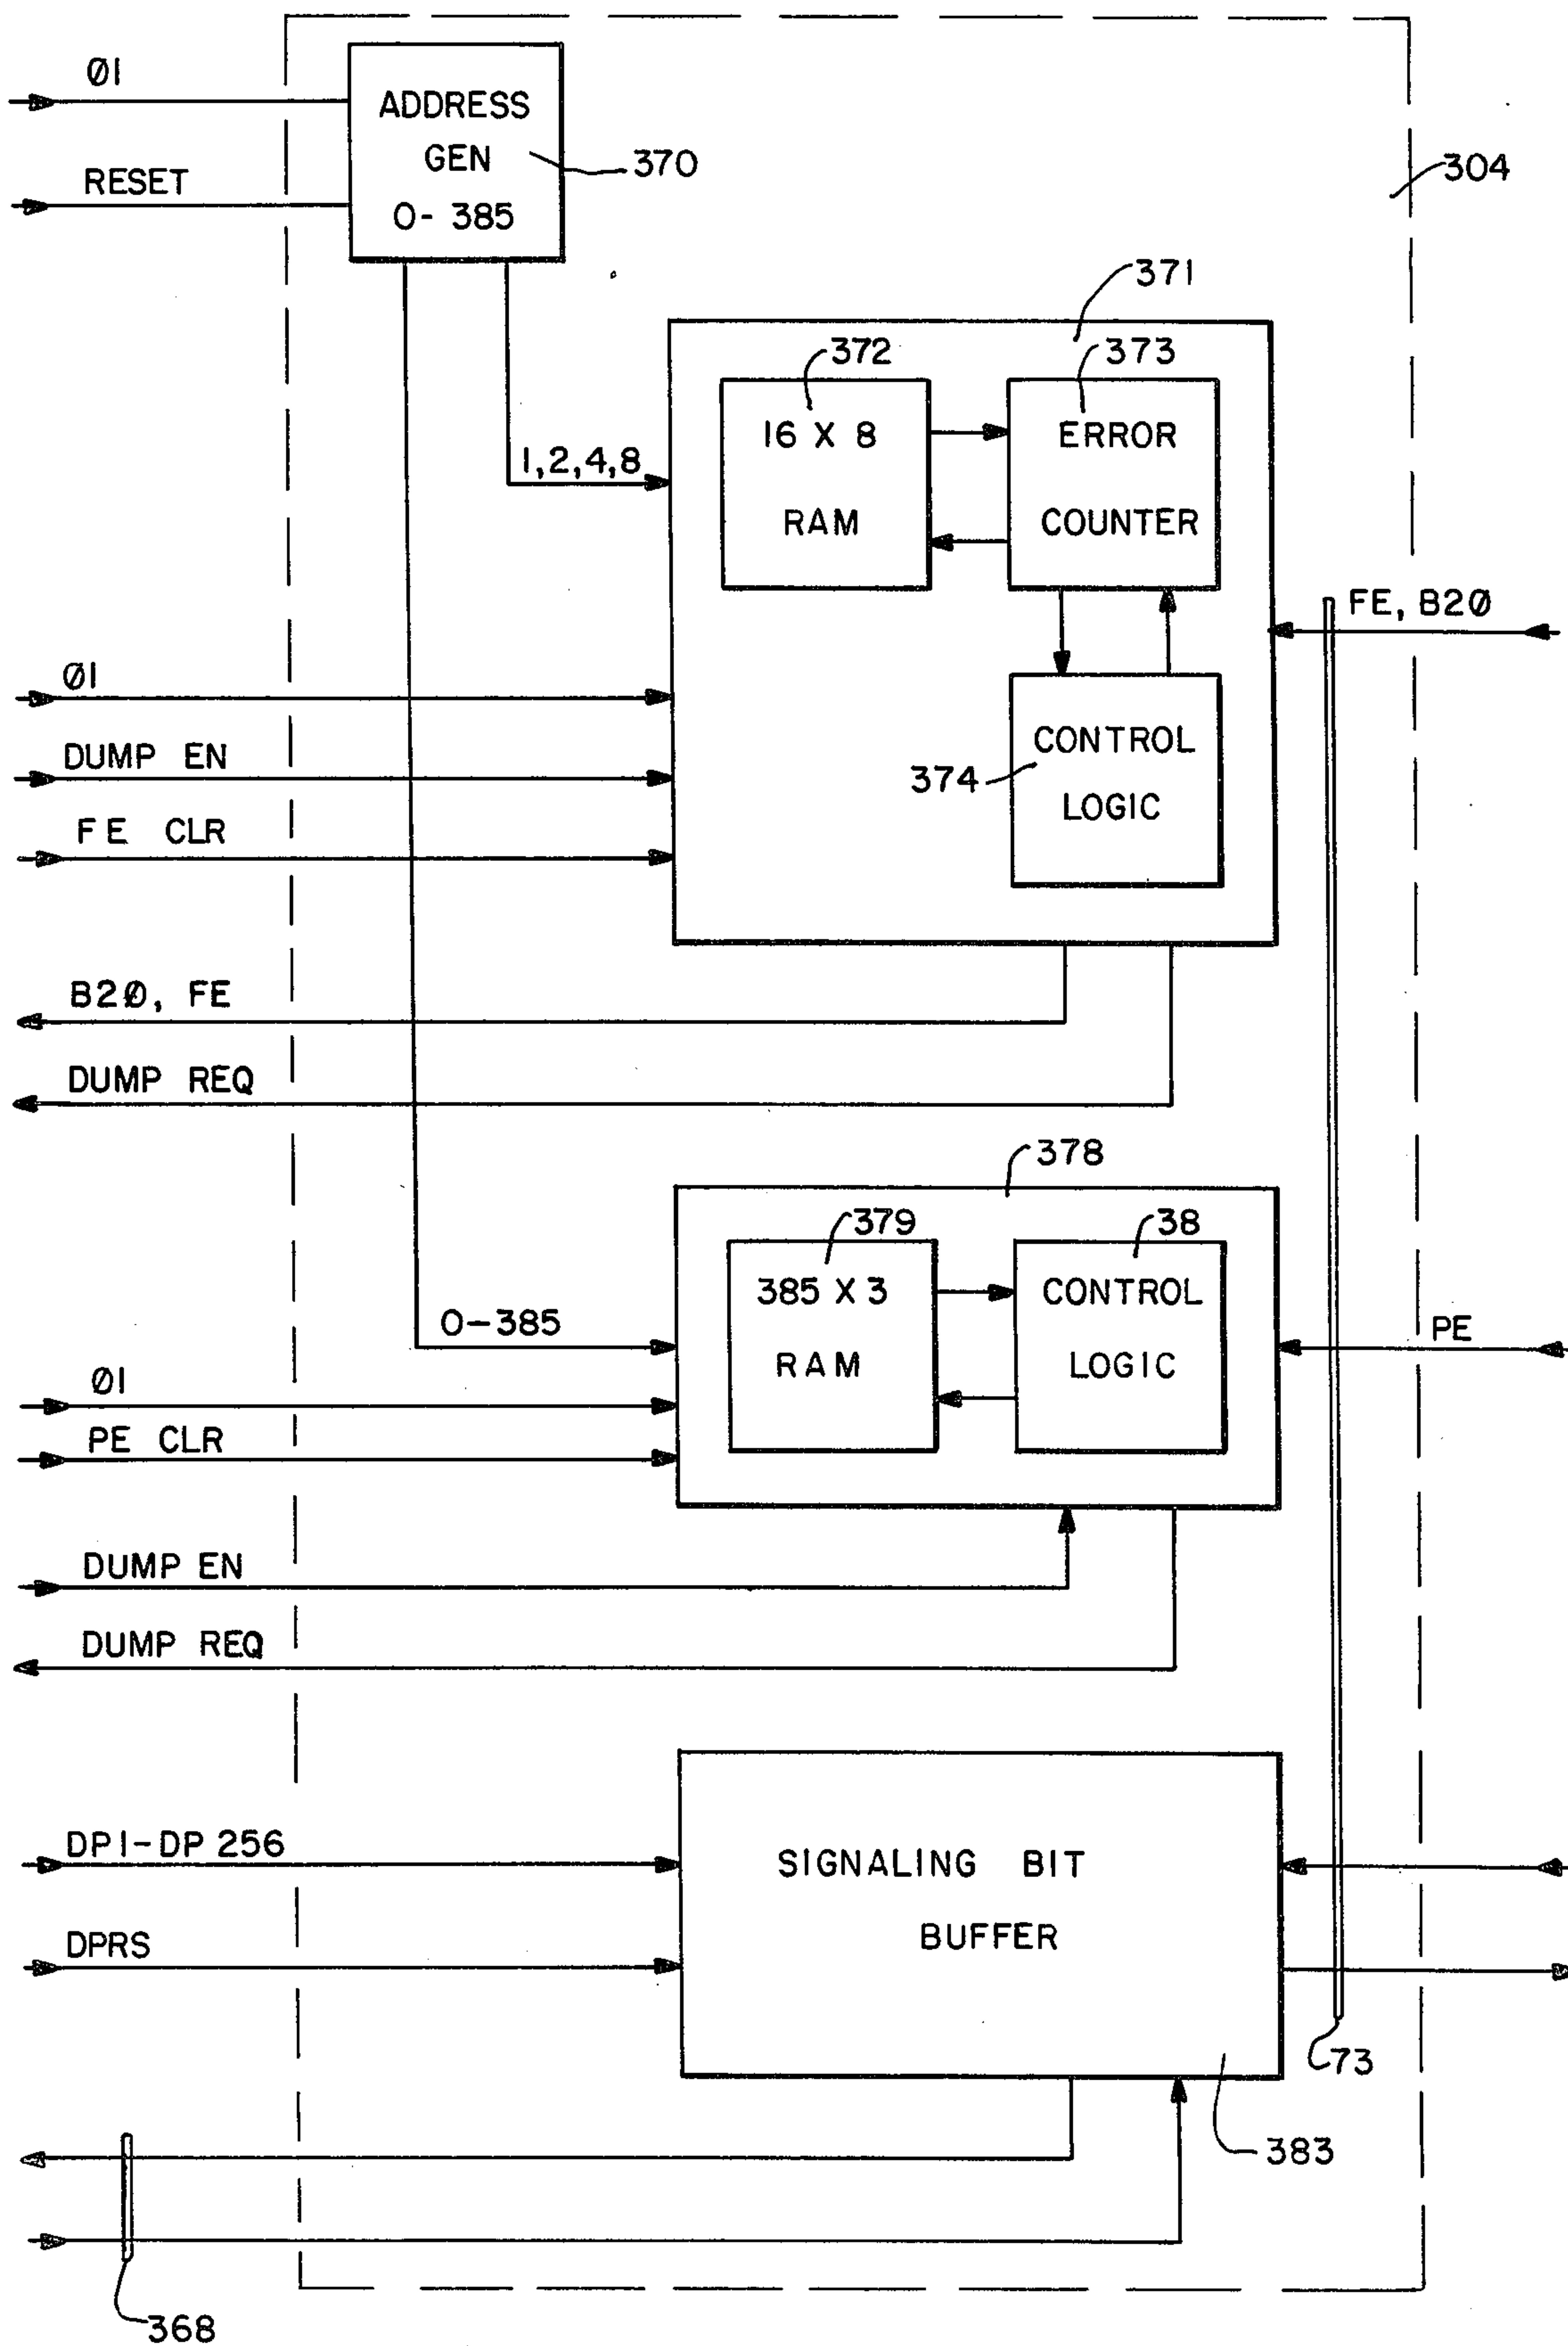 Ø1
ADDRESS
GEN
0- 385
370
RESET
304
371
372
373
16 X 8
RAM
ERROR
COUNTER
1,2,4,8
FE, B2Ø
Ø1
DUMP EN
FE CLR
CONTROL
LOGIC
374
B2Ø, FE
DUMP REQ
378
379
38
385 X 3
RAM
CONTROL
LOGIC
0-385
PE
Ø1
PE CLR
DUMP EN
DUMP REQ
DP1-DP 256
SIGNALING BIT
BUFFER
DPRS
73
383
368